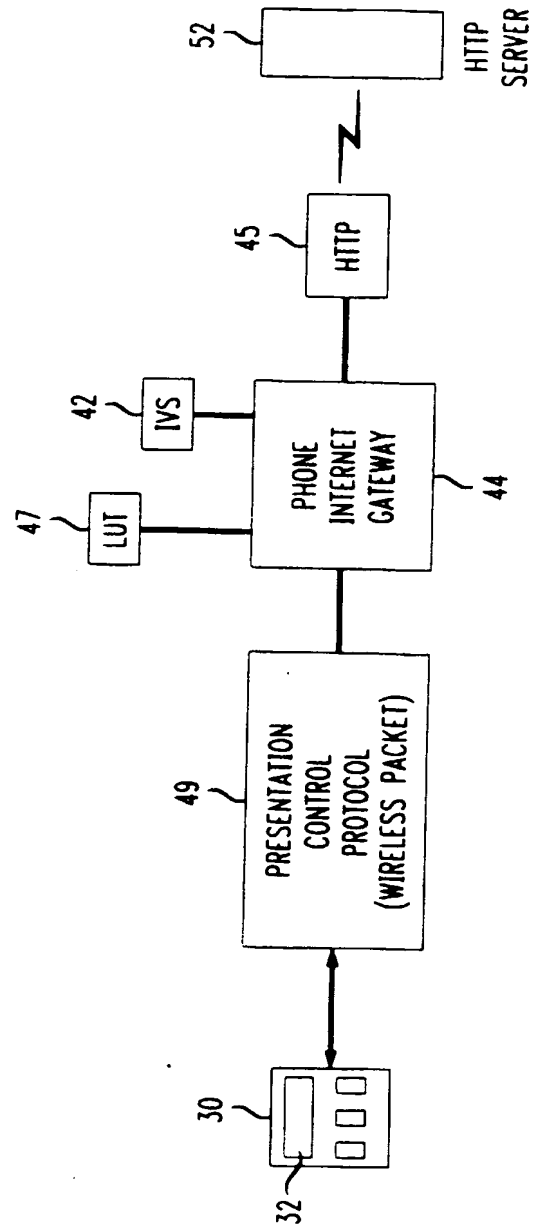 30
32
49
PRESENTATION
CONTROL
PROTOCOL
(WIRELESS PACKET)
47
LUT
42
IVS
PHONE
INTERNET
GATEWAY
44
45
HTTP
52
HTTP
SERVER